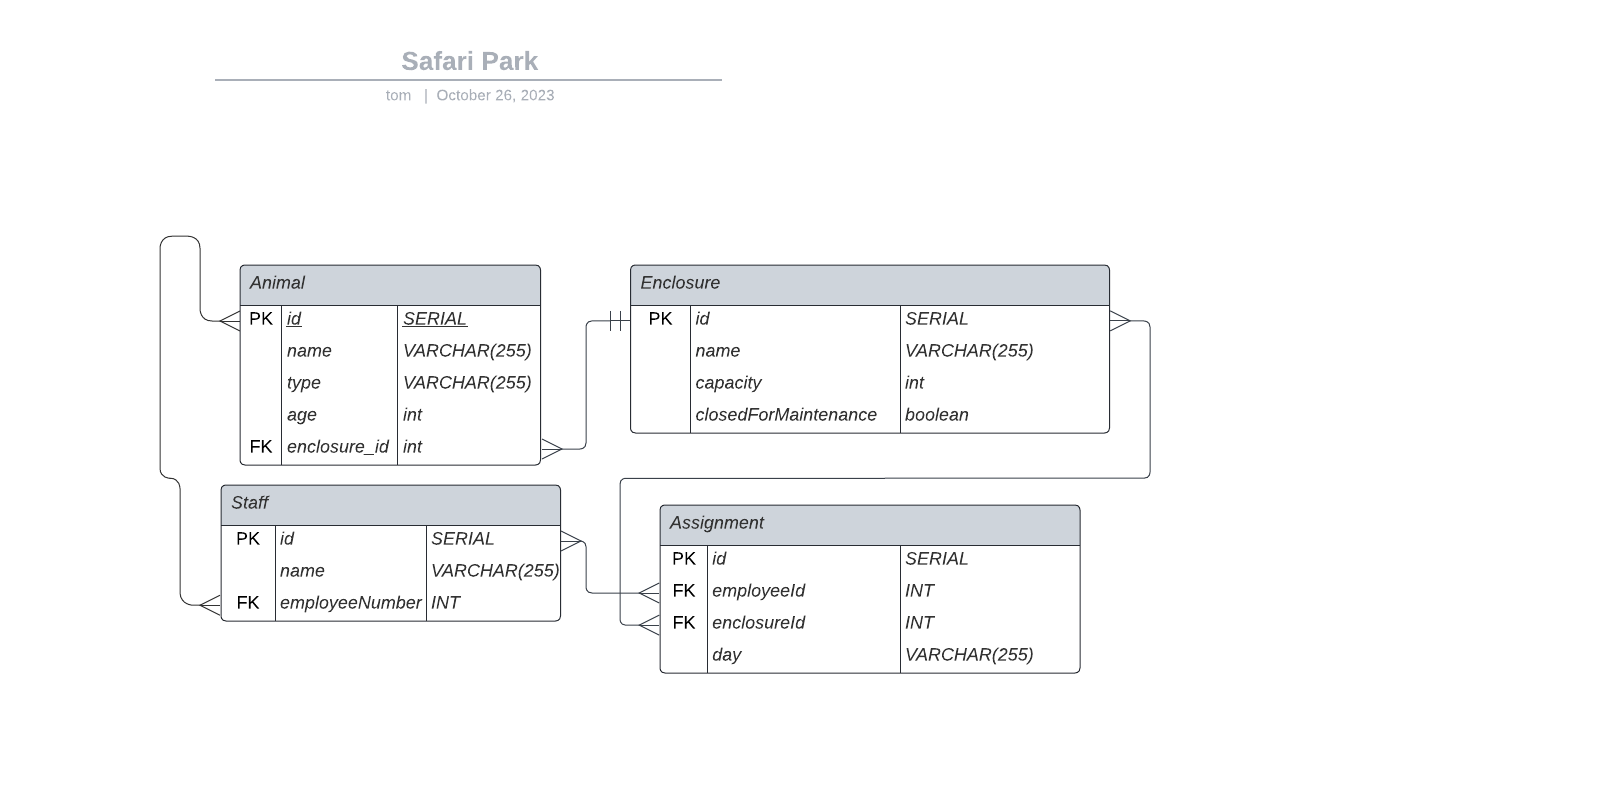 Safari Park
tom | October 26, 2023
Animal
PK id SERIAL
name VARCHAR(255)
type VARCHAR(255)
age int
FK enclosure_id int
Enclosure
PK id SERIAL
name VARCHAR(255)
capacity int
closedForMaintenance boolean
Staff
PK id SERIAL
name VARCHAR(255)
FK employeeNumber INT
Assignment
PK id SERIAL
FK employeeId INT
FK enclosureId INT
day VARCHAR(255)